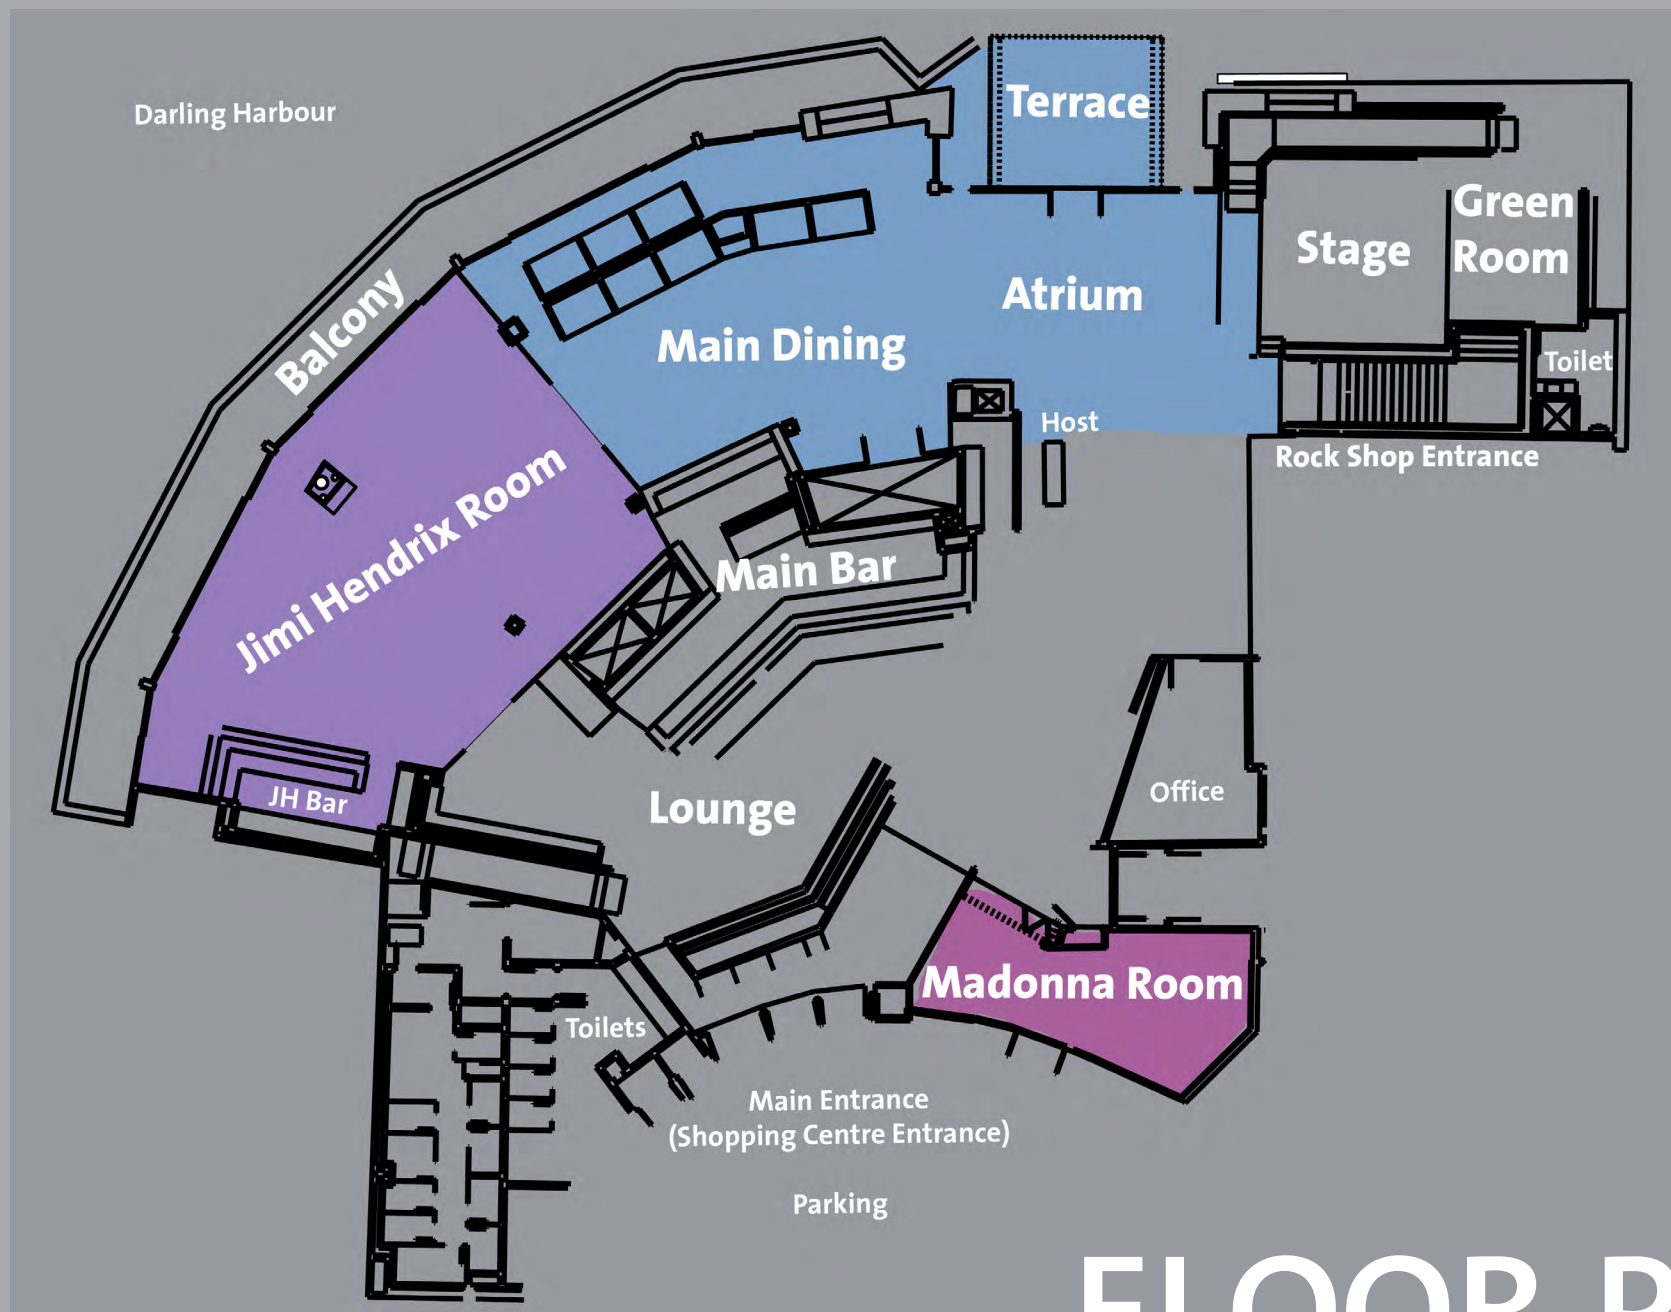 Darling Harbour
Terrace
Green
Room
Stage
Balcony
Atrium
Main Dining
Toilet
Host
Rock Shop Entrance
Jimi Hendrix Room
Main Bar
JH Bar
Lounge
Office
Madonna Room
Toilets
Main Entrance
(Shopping Centre Entrance)
Parking
FLOOR P